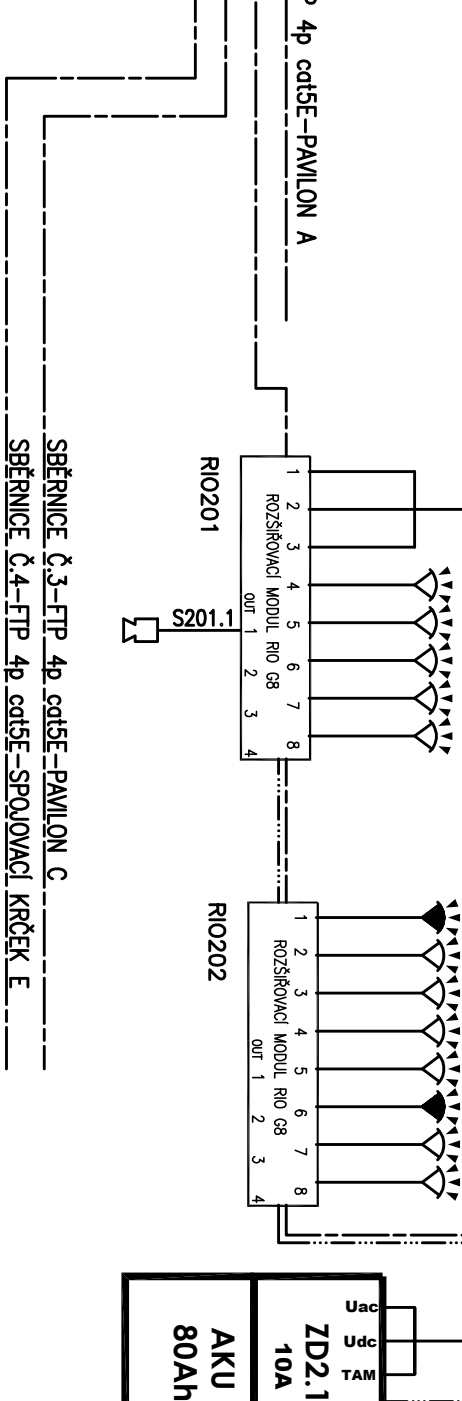 4p cat5E-PAVILON A
SBĚRNICE Č.3-FTP 4p cat5E-PAVILON C
SBĚRNICE Č.4-FTP 4p cat5E-SPOJOVACÍ KRČEK E
RIO201
1 2 3 4 5 6 7 8
ROZŠIŘOVACÍ MODUL RIO G8
OUT 1 2 3 4
S201.1
RIO202
1 2 3 4 5 6 7 8
ROZŠIŘOVACÍ MODUL RIO G8
OUT 1 2 3 4
Uac
Udc
TAM
ZD2.1
10A
AKU
80Ah